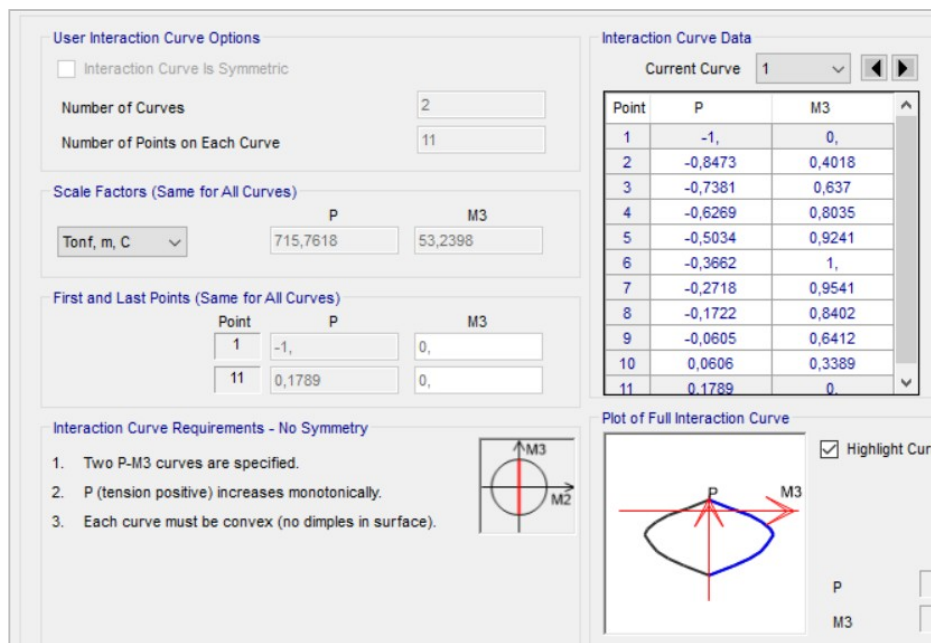 User Interaction Curve Options
Interaction Curve Is Symmetric
Number of Curves 2
Number of Points on Each Curve 11
Scale Factors (Same for All Curves)
P M3
Tonf, m, C 715,7618 53,2398
First and Last Points (Same for All Curves)
Point P M3
1 -1, 0,
11 0,1789 0,
Interaction Curve Requirements - No Symmetry
1. Two P-M3 curves are specified.
2. P (tension positive) increases monotonically.
3. Each curve must be convex (no dimples in surface).
M3
M2
Interaction Curve Data
Current Curve 1
Point P M3
1 -1, 0,
2 -0,8473 0,4018
3 -0,7381 0,637
4 -0,6269 0,8035
5 -0,5034 0,9241
6 -0,3662 1,
7 -0,2718 0,9541
8 -0,1722 0,8402
9 -0,0605 0,6412
10 0,0606 0,3389
11 0,1789 0,
Plot of Full Interaction Curve
P M3
Highlight Cur
P
M3